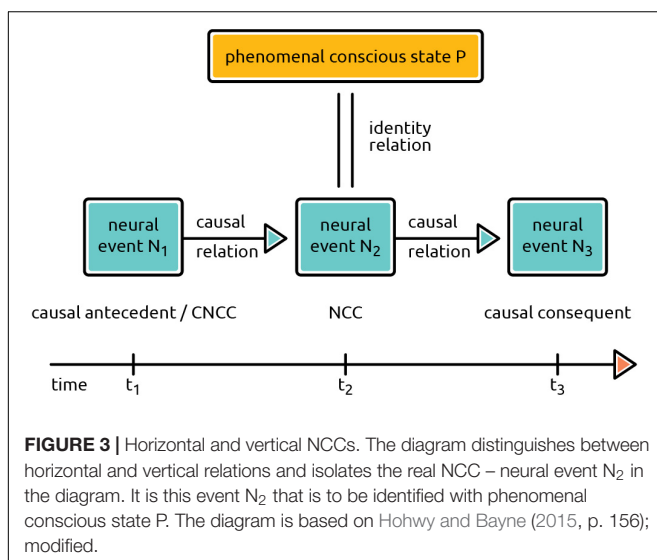 phenomenal conscious state P
identity
relation
neural
event N₁
causal
relation
neural
event N₂
causal
relation
neural
event N₃
causal antecedent / CNCC
NCC
causal consequent
time
t₁
t₂
t₃
FIGURE 3 | Horizontal and vertical NCCs. The diagram distinguishes between
horizontal and vertical relations and isolates the real NCC – neural event N₂ in
the diagram. It is this event N₂ that is to be identified with phenomenal
conscious state P. The diagram is based on Hohwy and Bayne (2015, p. 156);
modified.